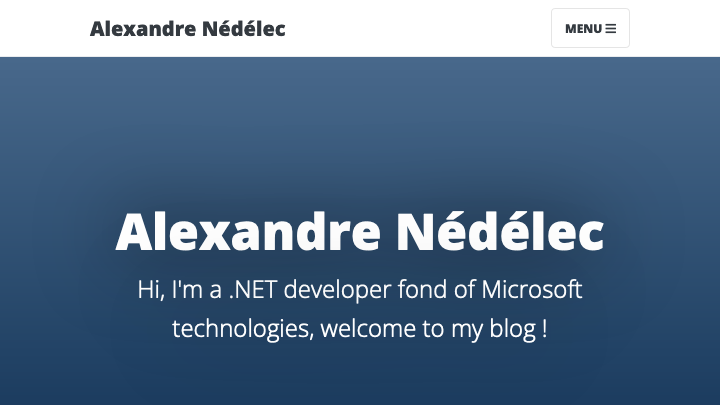 Alexandre Nédélec
MENU
Alexandre Nédélec
Hi, I'm a .NET developer fond of Microsoft
technologies, welcome to my blog !